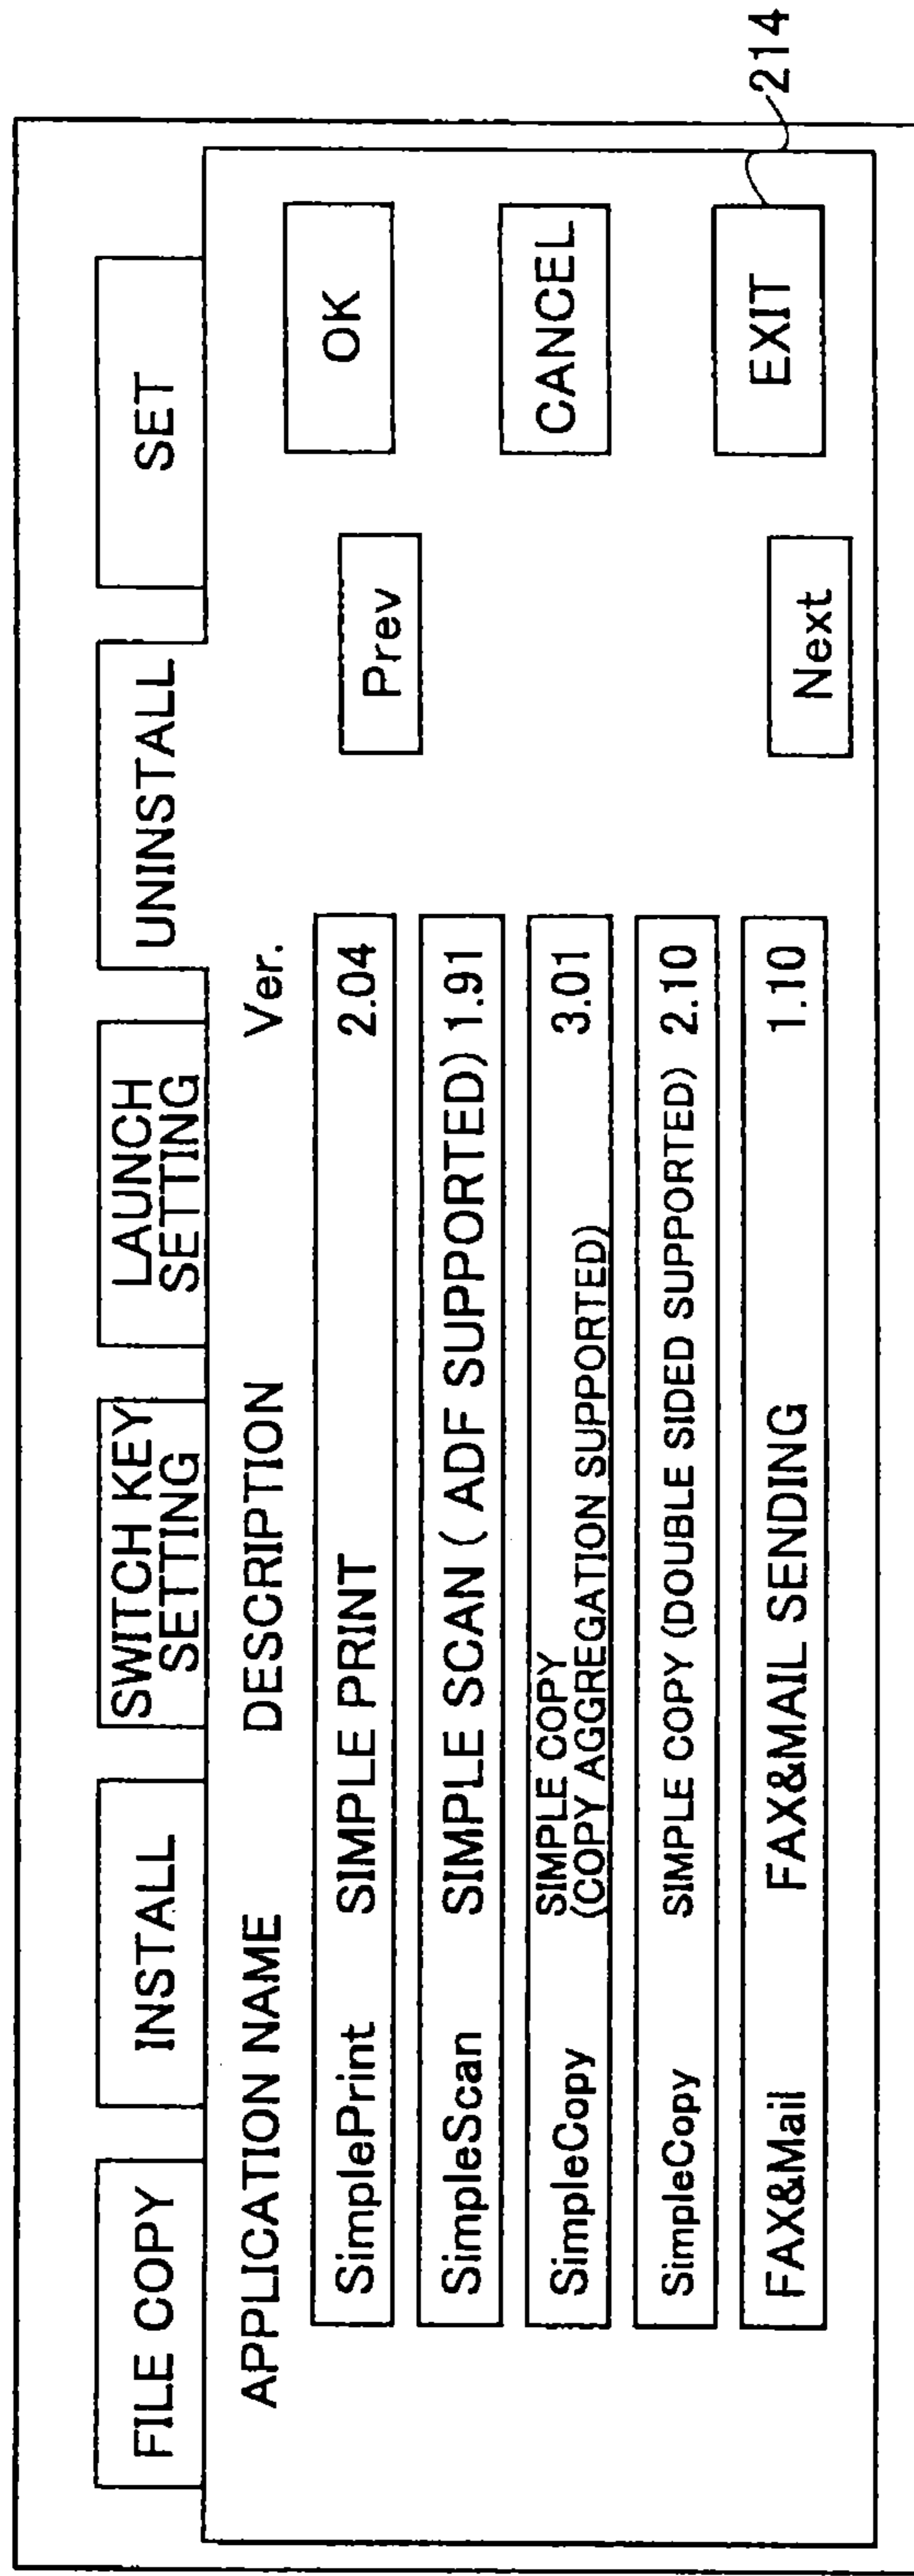 FILE COPY
INSTALL
SWITCH KEY
SETTING
LAUNCH
SETTING
UNINSTALL
SET
APPLICATION NAME DESCRIPTION Ver.
SimplePrint SIMPLE PRINT 2.04
SimpleScan SIMPLE SCAN ( ADF SUPPORTED) 1.91
SimpleCopy SIMPLE COPY
(COPY AGGREGATION SUPPORTED) 3.01
SimpleCopy SIMPLE COPY (DOUBLE SIDED SUPPORTED) 2.10
FAX&Mail FAX&MAIL SENDING 1.10
Prev
Next
OK
CANCEL
EXIT
214